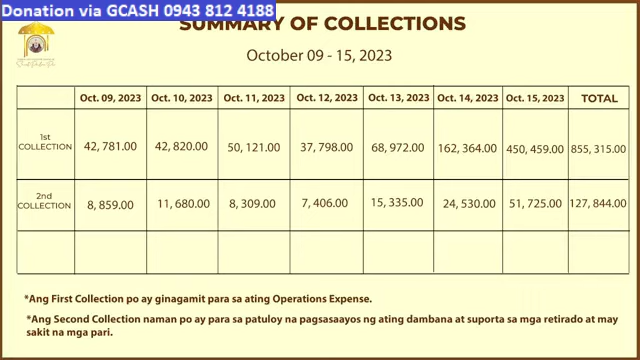 Donation via GCASH 0943 812 4188
SUMMARY OF COLLECTIONS
October 09 - 15, 2023
Oct. 09, 2023 Oct. 10, 2023 Oct. 11, 2023 Oct. 12, 2023 Oct. 13, 2023 Oct. 14, 2023 Oct. 15, 2023 TOTAL
1st COLLECTION 42, 781.00 42, 820.00 50, 121.00 37, 798.00 68, 972.00 162, 364.00 450, 459.00 855, 315.00
2nd COLLECTION 8, 859.00 11, 680.00 8, 309.00 7, 406.00 15, 335.00 24, 530.00 51, 725.00 127, 844.00
*Ang First Collection po ay ginagamit para sa ating Operations Expense.
*Ang Second Collection naman po ay para sa patuloy na pagsasaayos ng ating dambana at suporta sa mga retirado at may
sakit na mga pari.